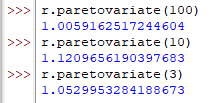 >>> r.paretovariate(100)
1.0059162517244604
>>> r.paretovariate(10)
1.1209656190397683
>>> r.paretovariate(3)
1.0529953284188673